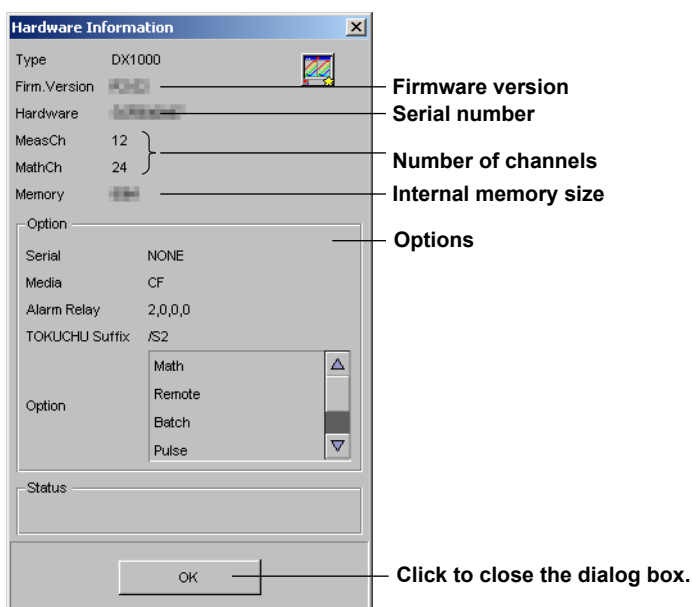 Hardware Information
Type DX1000
Firm.Version
Firmware version
Hardware
Serial number
MeasCh 12
MathCh 24
Number of channels
Memory
Internal memory size
Option
Options
Serial NONE
Media CF
Alarm Relay 2,0,0,0
TOKUCHU Suffix /S2
Option
Math
Remote
Batch
Pulse
Status
OK
Click to close the dialog box.